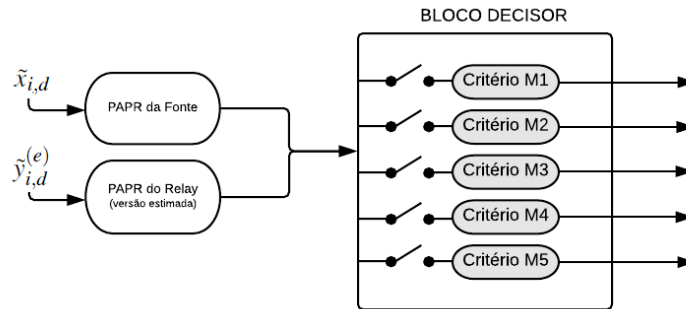 BLOCO DECISOR
x̃_{i,d}
PAPR da Fonte
ỹ_{i,d}^{(e)}
PAPR do Relay
(versão estimada)
Critério M1
Critério M2
Critério M3
Critério M4
Critério M5